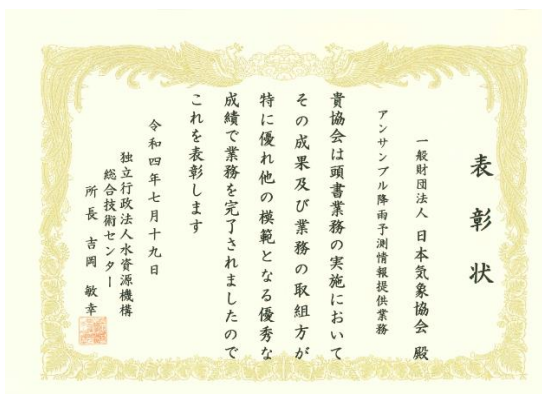 表彰状
一般財団法人 日本気象協会 殿
アンサンブル降雨予測情報提供業務
貴協会は頭書業務の実施において
その成果及び業務の取組方が
特に優れ他の模範となる優秀な
成績で業務を完了されましたので
これを表彰します
令和四年七月十九日
独立行政法人水資源機構
総合技術センター
所長 吉岡 敏幸